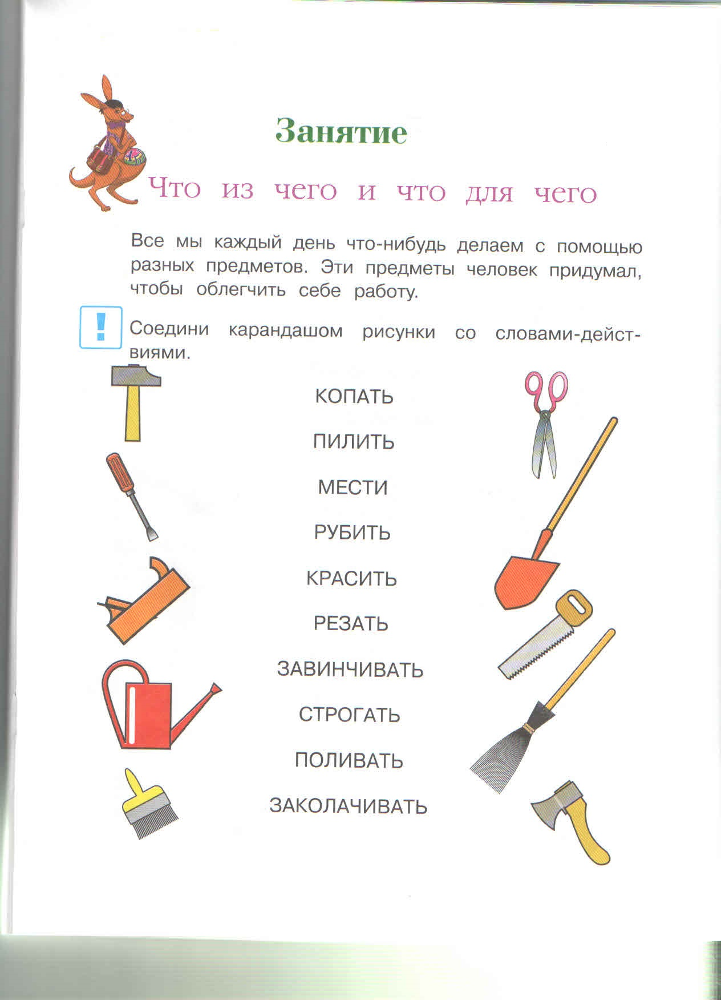 Занятие
Что из чего и что для чего
Все мы каждый день что-нибудь делаем с помощью
разных предметов. Эти предметы человек придумал,
чтобы облегчить себе работу.
!
Соедини карандашом рисунки со словами-дейст-
виями.
КОПАТЬ
ПИЛИТЬ
МЕСТИ
РУБИТЬ
КРАСИТЬ
РЕЗАТЬ
ЗАВИНЧИВАТЬ
СТРОГАТЬ
ПОЛИВАТЬ
ЗАКОЛАЧИВАТЬ